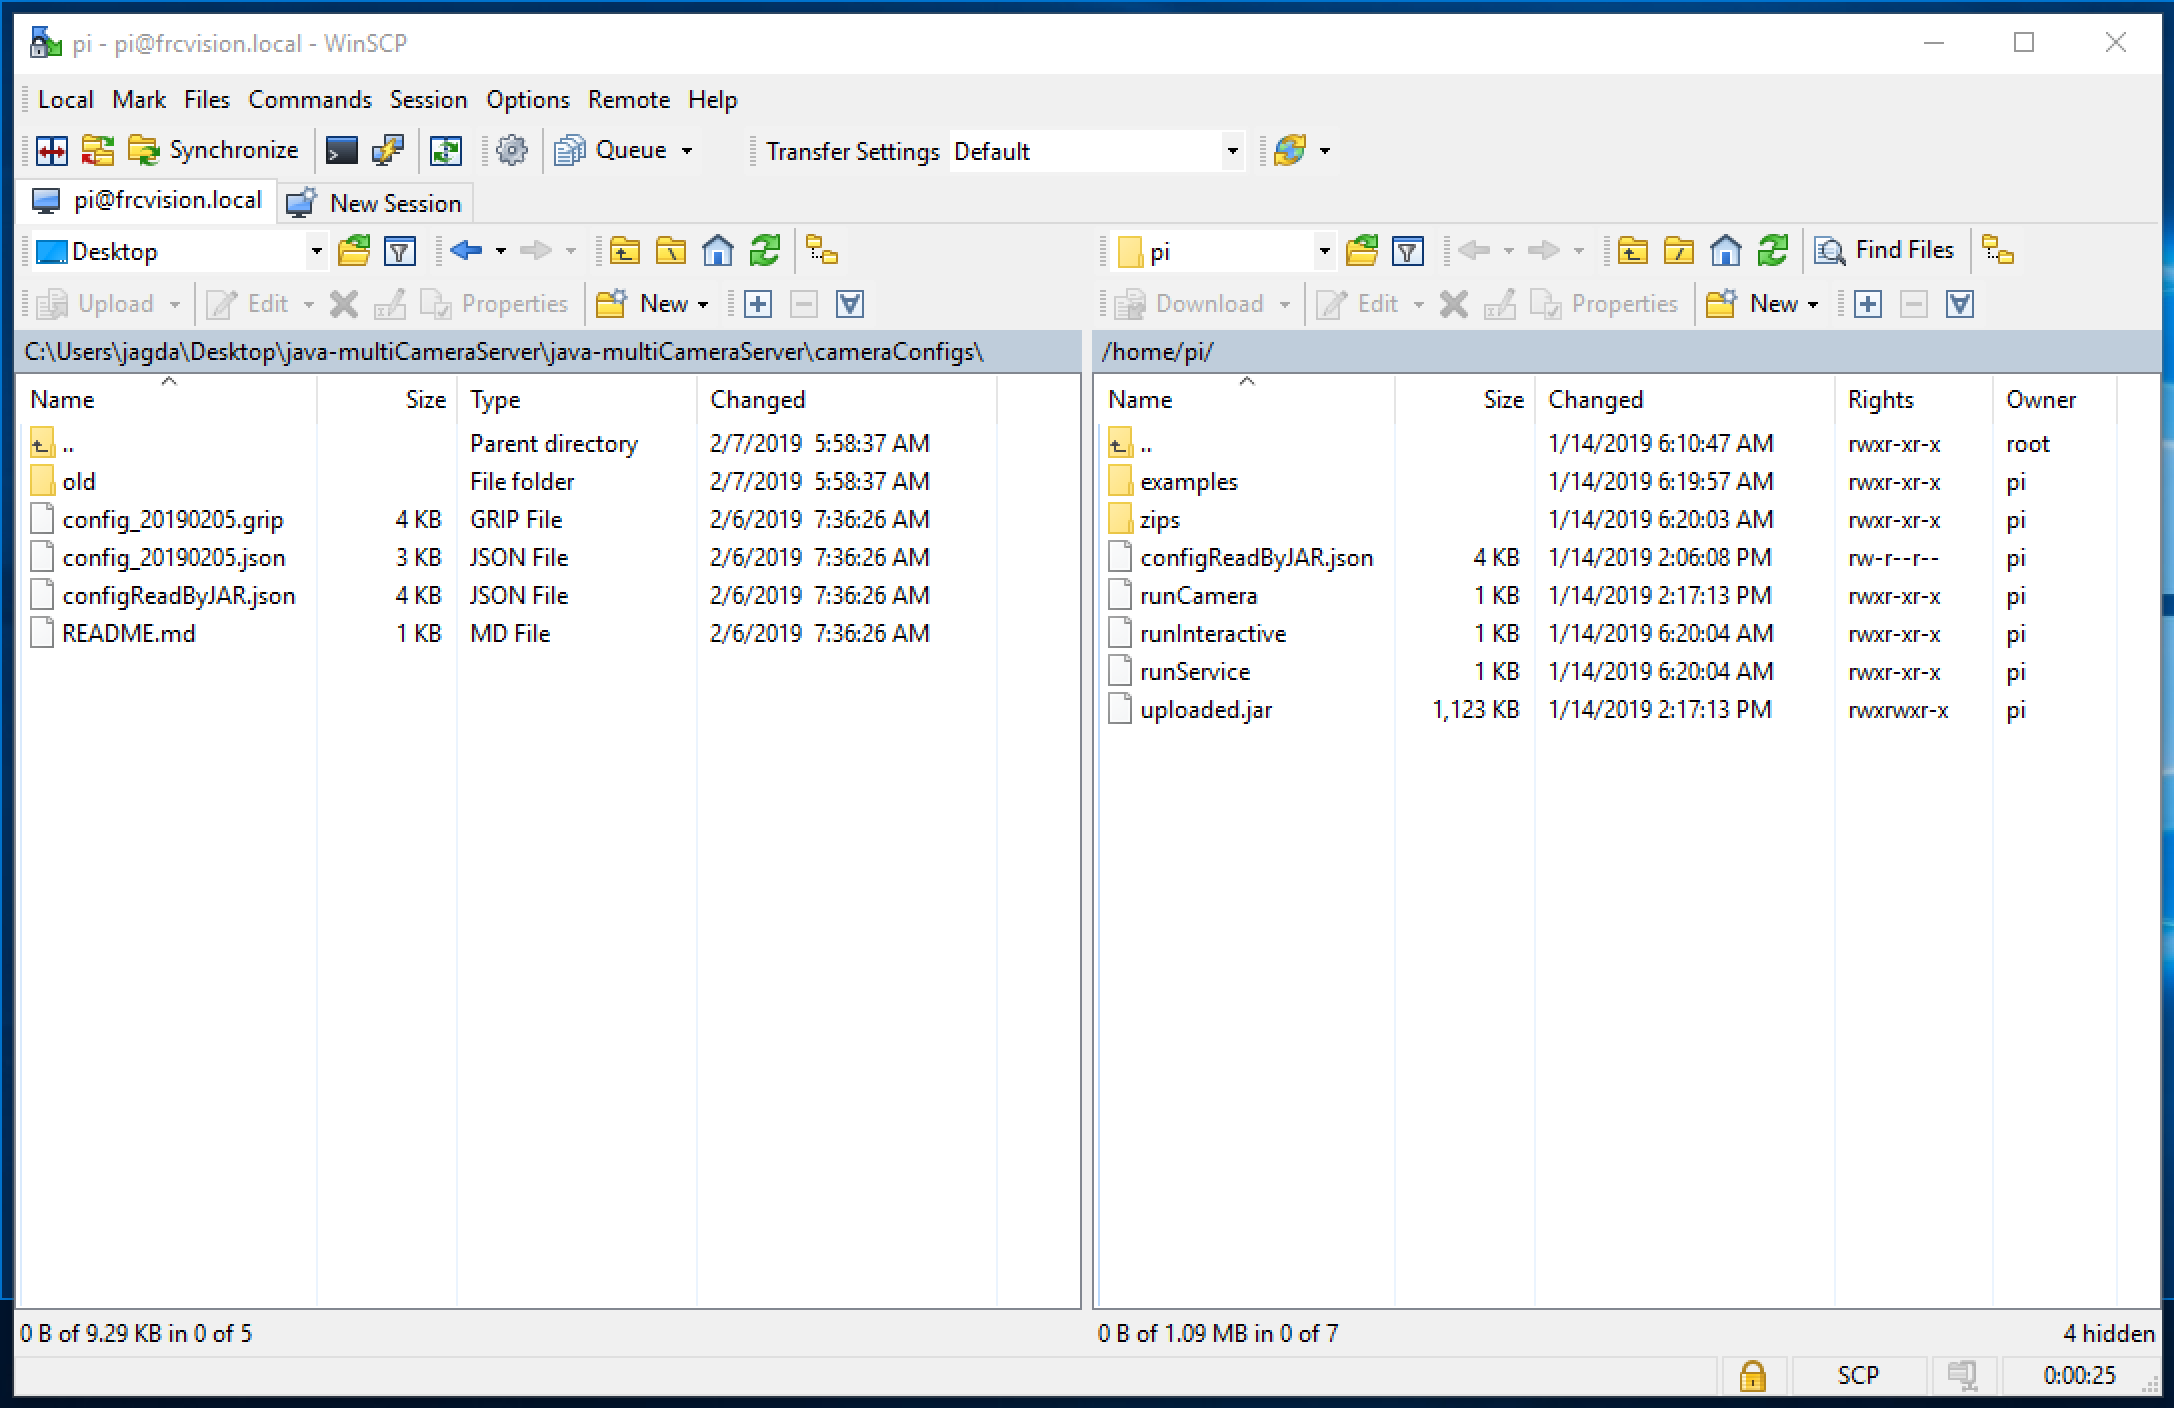 pi - pi@frcvision.local - WinSCP
Local Mark Files Commands Session Options Remote Help
Synchronize Queue Transfer Settings Default
pi@frcvision.local New Session
Desktop
Upload Edit Properties New
C:\Users\jagda\Desktop\java-multiCameraServer\java-multiCameraServer\cameraConfigs\
Name Size Type Changed
.. Parent directory 2/7/2019 5:58:37 AM
old File folder 2/7/2019 5:58:37 AM
config_20190205.grip 4 KB GRIP File 2/6/2019 7:36:26 AM
config_20190205.json 3 KB JSON File 2/6/2019 7:36:26 AM
configReadByJAR.json 4 KB JSON File 2/6/2019 7:36:26 AM
README.md 1 KB MD File 2/6/2019 7:36:26 AM
0 B of 9.29 KB in 0 of 5
pi Find Files
Download Edit Properties New
/home/pi/
Name Size Changed Rights Owner
.. 1/14/2019 6:10:47 AM rwxr-xr-x root
examples 1/14/2019 6:19:57 AM rwxr-xr-x pi
zips 1/14/2019 6:20:03 AM rwxr-xr-x pi
configReadByJAR.json 4 KB 1/14/2019 2:06:08 PM rw-r--r-- pi
runCamera 1 KB 1/14/2019 2:17:13 PM rwxr-xr-x pi
runInteractive 1 KB 1/14/2019 6:20:04 AM rwxr-xr-x pi
runService 1 KB 1/14/2019 6:20:04 AM rwxr-xr-x pi
uploaded.jar 1,123 KB 1/14/2019 2:17:13 PM rwxrwxr-x pi
0 B of 1.09 MB in 0 of 7 4 hidden
SCP 0:00:25